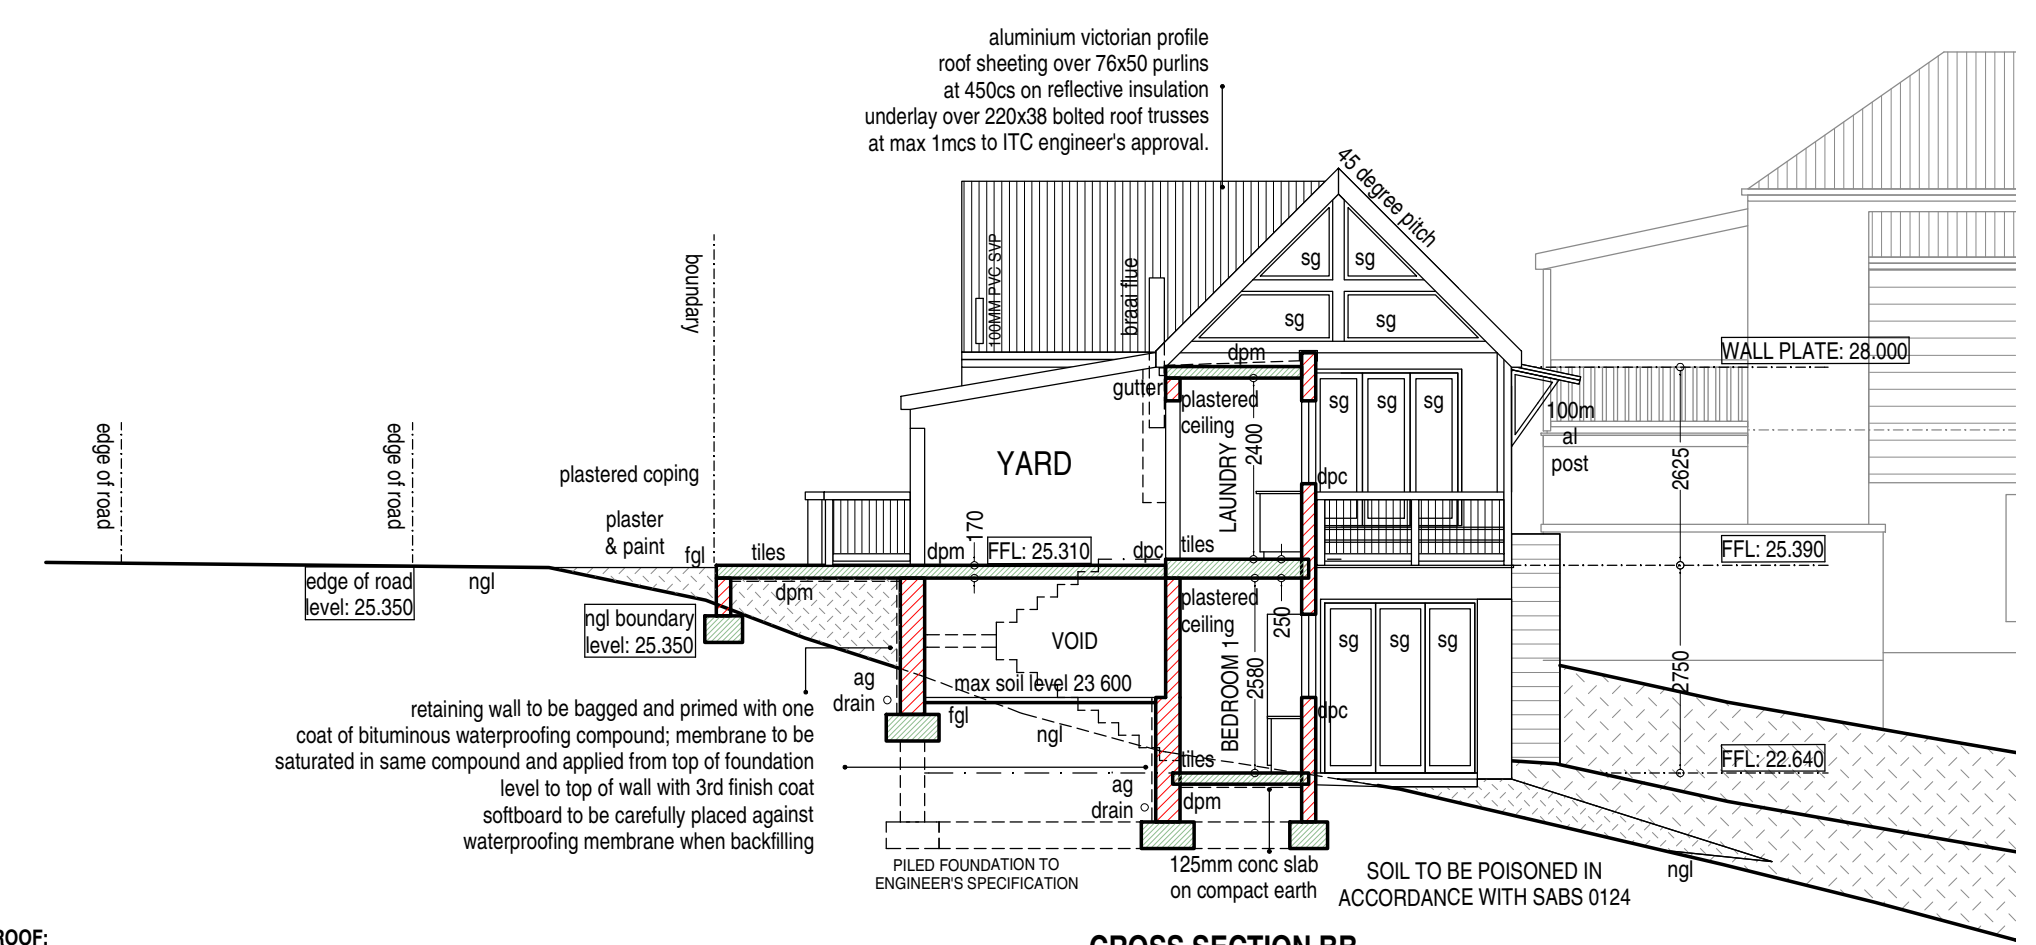 aluminium victorian profile
roof sheeting over 76x50 purlins
at 450cs on reflective insulation
underlay over 220x38 bolted roof trusses
at max 1mcs to ITC engineer's approval.
45 degree pitch
boundary
100MM PVC SVP
braai flue
sg
sg
sg
sg
dpm
WALL PLATE: 28.000
gutter
plastered
ceiling
sg
sg
sg
100m
al
post
edge of road
edge of road
plastered coping
YARD
LAUNDRY
2400
dpc
2625
plaster
& paint
fgl
tiles
170
dpm
FFL: 25.310
dpc
tiles
FFL: 25.390
edge of road
level: 25.350
ngl
dpm
ngl boundary
level: 25.350
plastered
ceiling
250
VOID
BEDROOM 1
2580
sg
sg
sg
2750
ag
drain
max soil level 23 600
fgl
ngl
dpc
retaining wall to be bagged and primed with one
coat of bituminous waterproofing compound; membrane to be
saturated in same compound and applied from top of foundation
level to top of wall with 3rd finish coat
softboard to be carefully placed against
waterproofing membrane when backfilling
tiles
FFL: 22.640
ag
drain
dpm
PILED FOUNDATION TO
ENGINEER'S SPECIFICATION
125mm conc slab
on compact earth
SOIL TO BE POISONED IN
ACCORDANCE WITH SABS 0124
ngl
ROOF:
CROSS SECTION BB